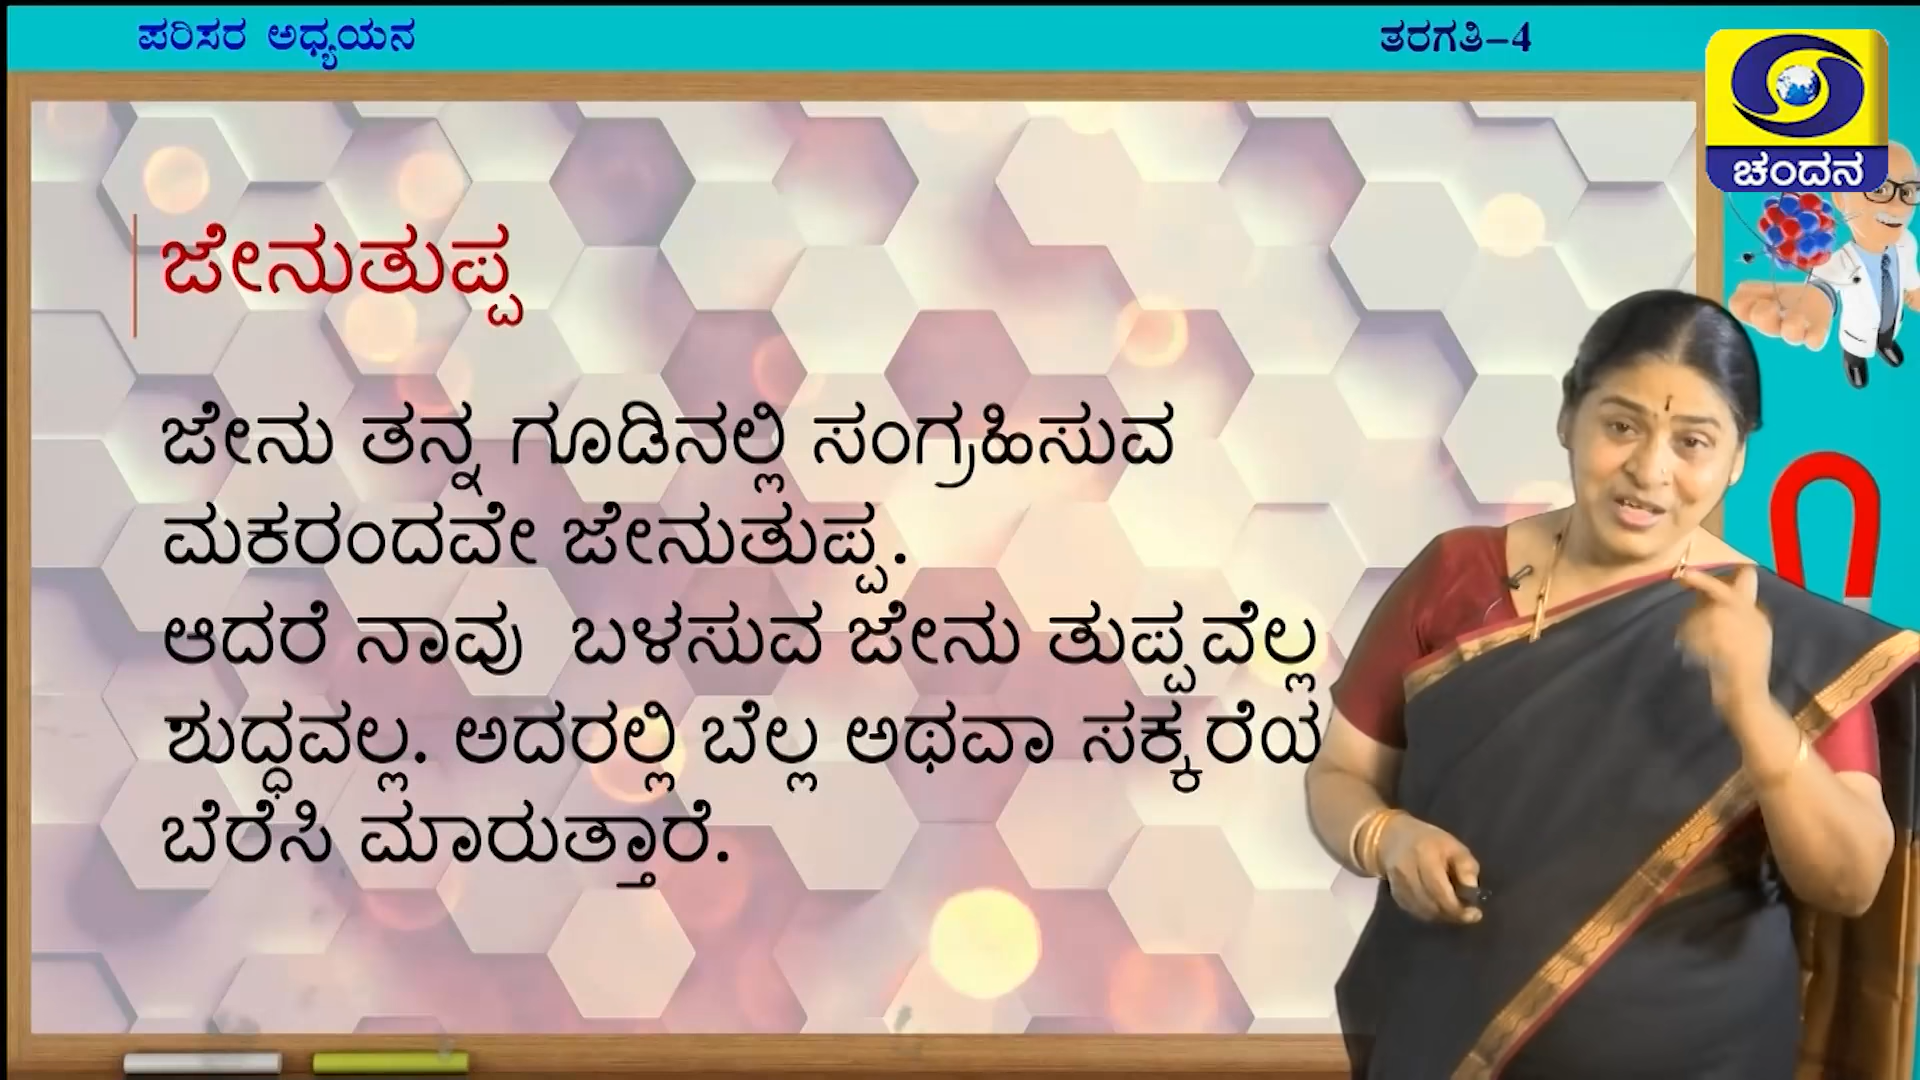 ಪರಿಸರ ಅಧ್ಯಯನ
ತರಗತಿ-4
ಚಂದನ
ಜೇನುತುಪ್ಪ
ಜೇನು ತನ್ನ ಗೂಡಿನಲ್ಲಿ ಸಂಗ್ರಹಿಸುವ
ಮಕರಂದವೇ ಜೇನುತುಪ್ಪ.
ಆದರೆ ನಾವು ಬಳಸುವ ಜೇನು ತುಪ್ಪವೆಲ್ಲ
ಶುದ್ಧವಲ್ಲ. ಅದರಲ್ಲಿ ಬೆಲ್ಲ ಅಥವಾ ಸಕ್ಕರೆಯ
ಬೆರೆಸಿ ಮಾರುತ್ತಾರೆ.